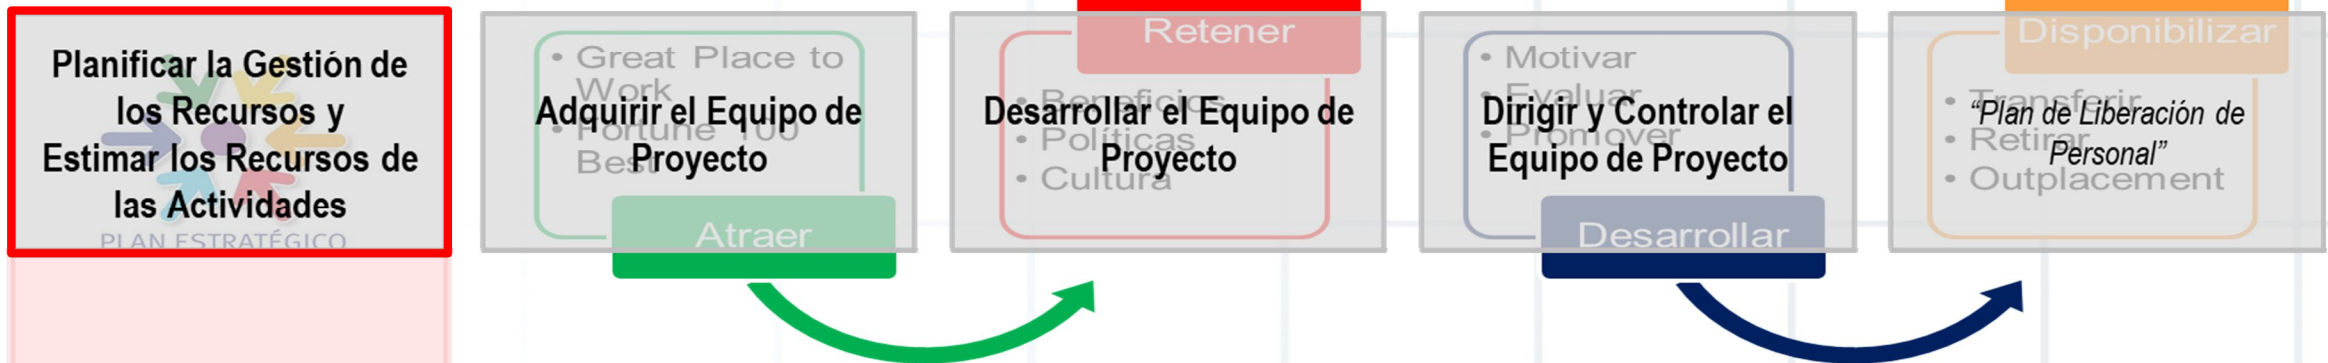 Planificar la Gestión de
los Recursos y
Estimar los Recursos de
las Actividades
PLAN ESTRATÉGICO
• Great Place to
Work
• Fortune 100
Best
Adquirir el Equipo de
Proyecto
Atraer
Retener
• Beneficios
• Políticas
• Cultura
Desarrollar el Equipo de
Proyecto
• Motivar
• Evaluar
• Promover
Dirigir y Controlar el
Equipo de Proyecto
Desarrollar
Disponibilizar
• Transferir
• Retirar
• Outplacement
“Plan de Liberación de
Personal”